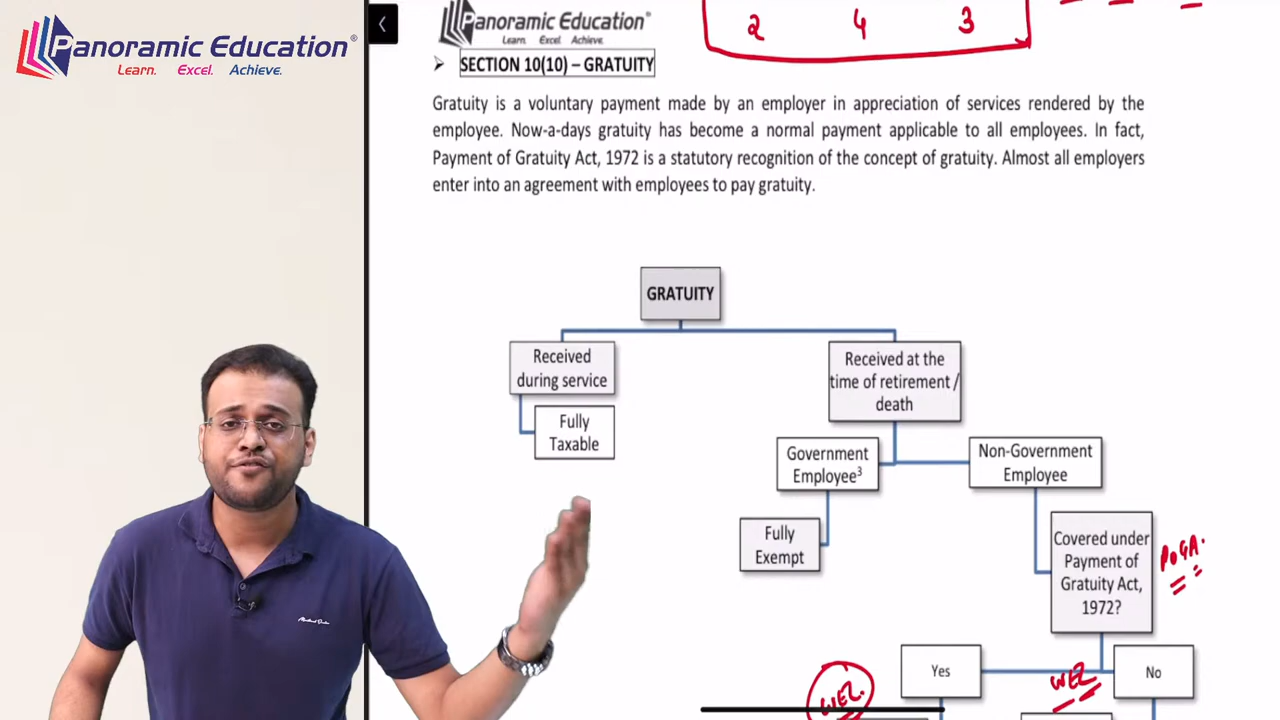 Panoramic Education®
Learn. Excel. Achieve.
Panoramic Education®
Learn. Excel. Achieve.
2 4 3
➢ SECTION 10(10) – GRATUITY
Gratuity is a voluntary payment made by an employer in appreciation of services rendered by the
employee. Now-a-days gratuity has become a normal payment applicable to all employees. In fact,
Payment of Gratuity Act, 1972 is a statutory recognition of the concept of gratuity. Almost all employers
enter into an agreement with employees to pay gratuity.
GRATUITY
Received
during service
Fully
Taxable
Received at the
time of retirement /
death
Government
Employee³
Fully
Exempt
Non-Government
Employee
Covered under
Payment of
Gratuity Act,
1972?
POGA.
Yes
No
WEL.
WEL